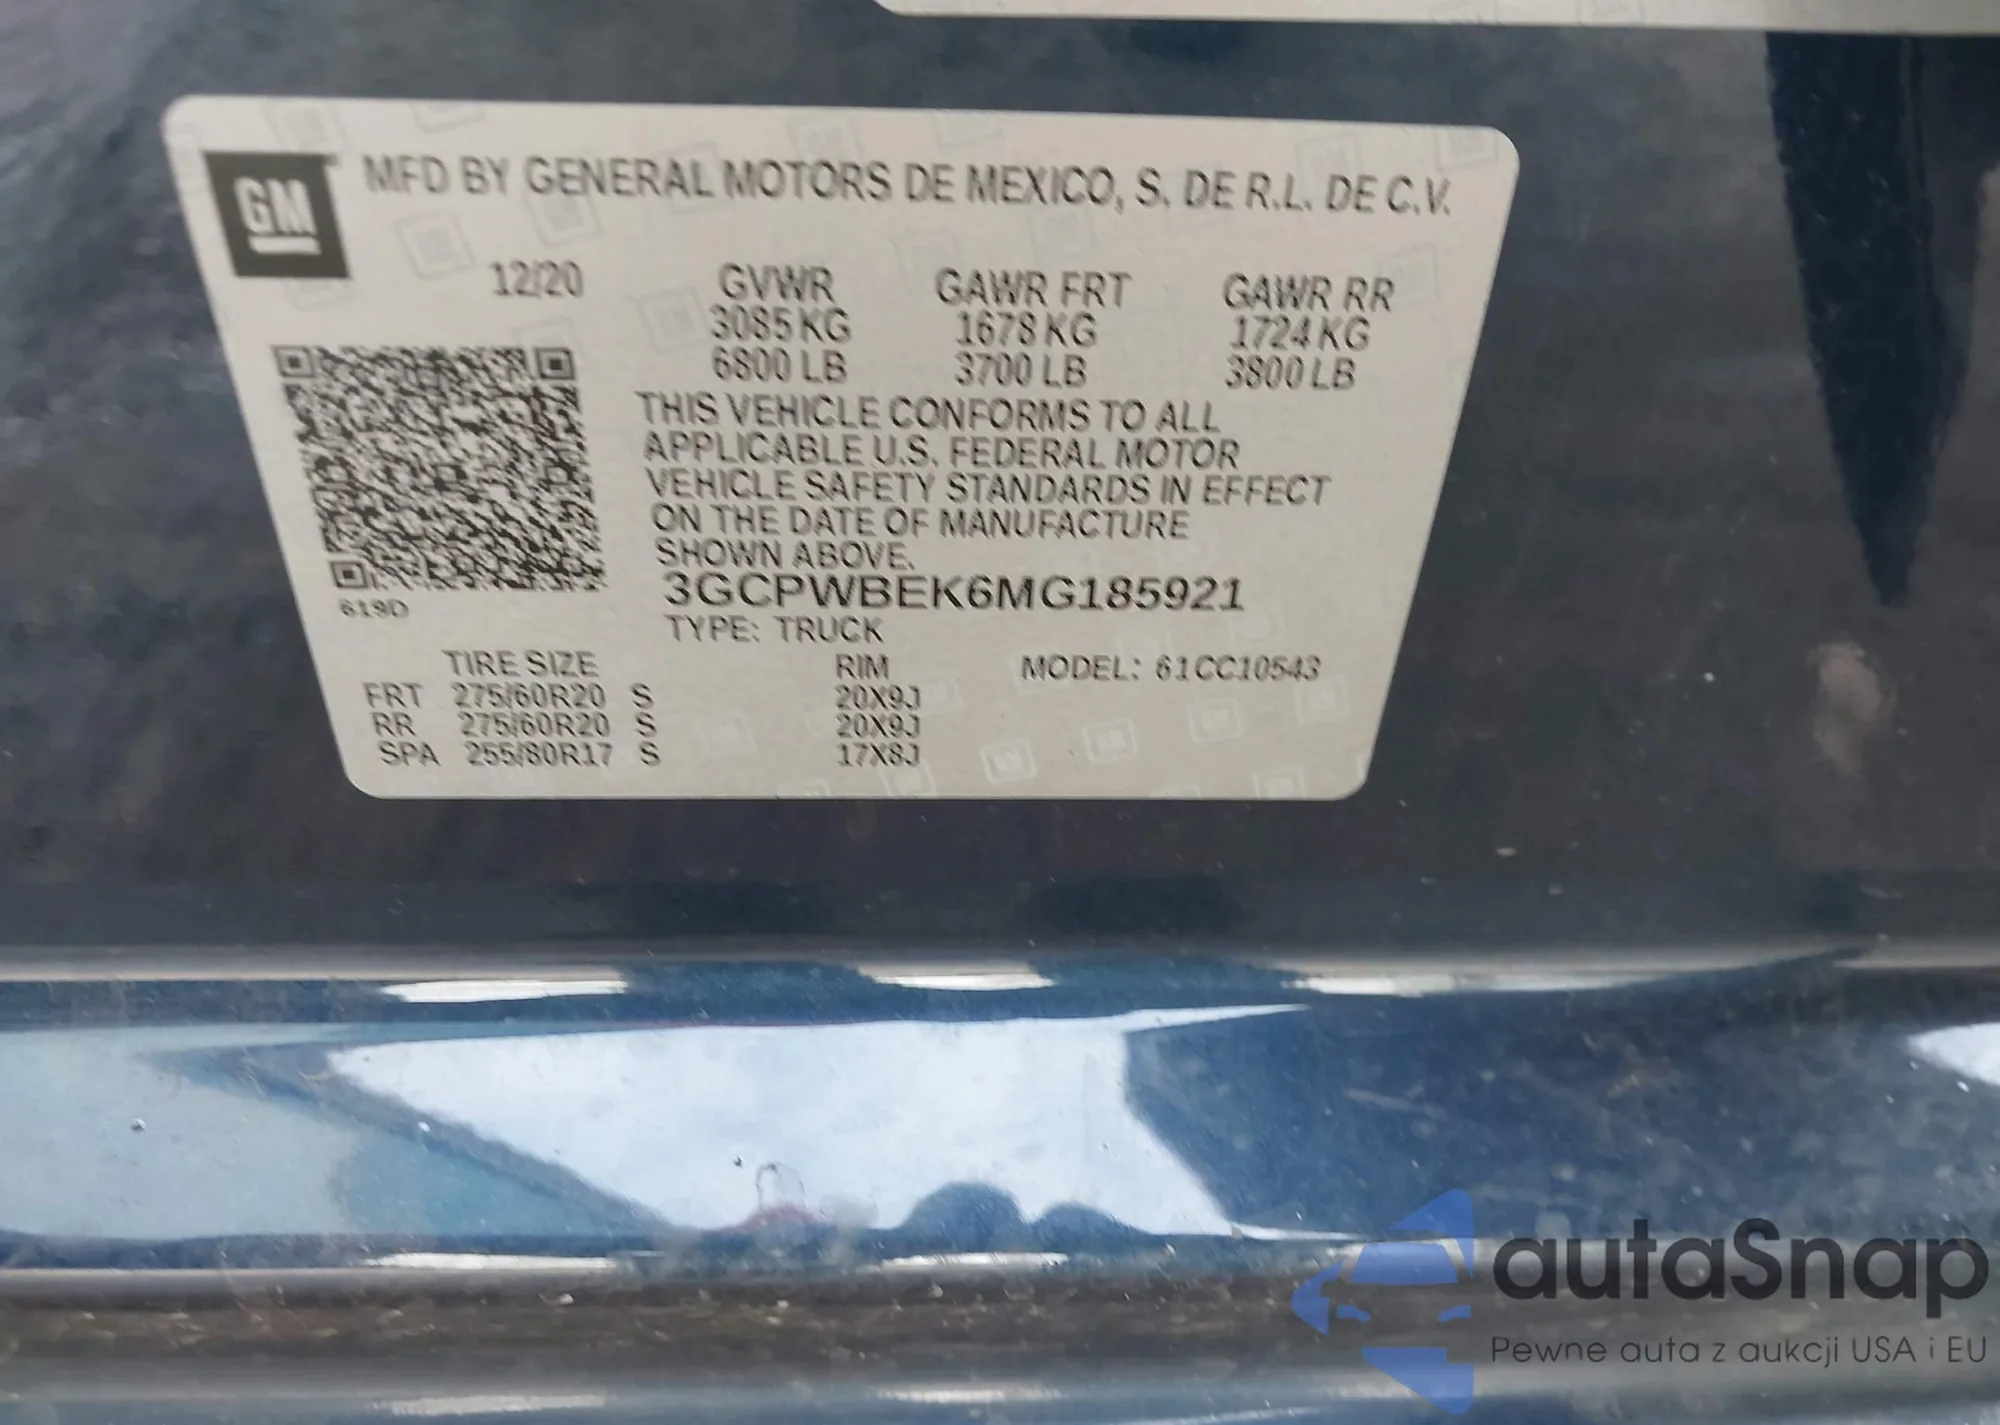 GM
MFD BY GENERAL MOTORS DE MEXICO, S. DE R.L. DE C.V.
12/20 GVWR GAWR FRT GAWR RR
3085 KG 1678 KG 1724 KG
6800 LB 3700 LB 3800 LB
THIS VEHICLE CONFORMS TO ALL
APPLICABLE U.S. FEDERAL MOTOR
VEHICLE SAFETY STANDARDS IN EFFECT
ON THE DATE OF MANUFACTURE
SHOWN ABOVE.
3GCPWBEK6MG185921
619D
TYPE: TRUCK
TIRE SIZE RIM MODEL: 61CC10543
FRT 275/60R20 S 20X9J
RR 275/60R20 S 20X9J
SPA 255/80R17 S 17X8J
autaSnap
Pewne auta z aukcji USA i EU